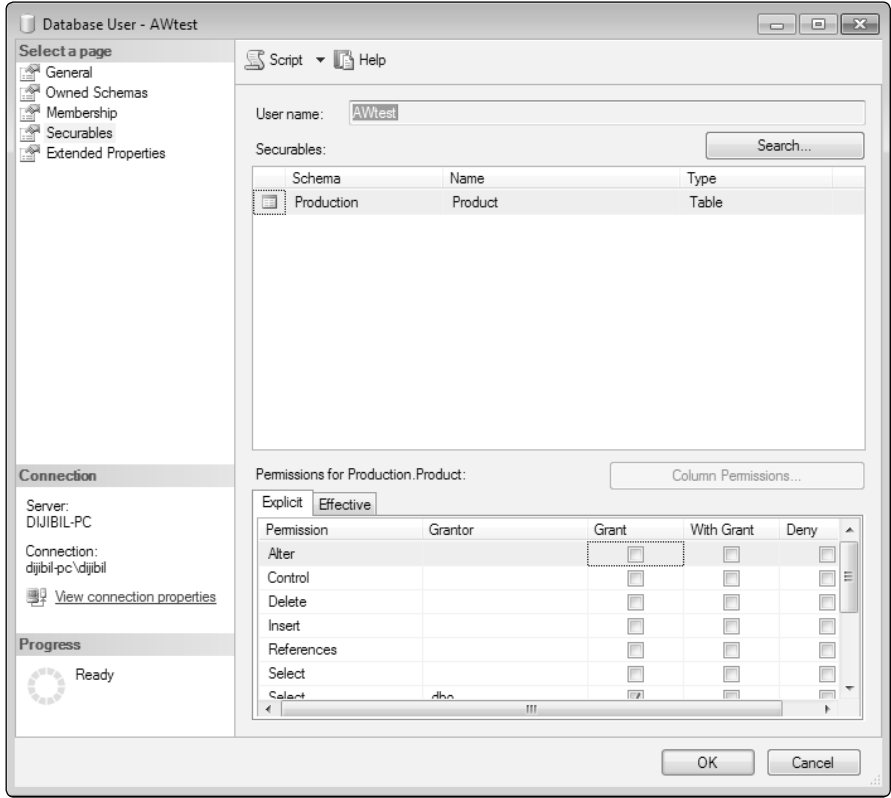 Database User - AWtest
Select a page
General
Owned Schemas
Membership
Securables
Extended Properties
Script Help
User name: AWtest
Securables: Search...
Schema Name Type
Production Product Table
Connection
Server:
DIJIBIL-PC
Connection:
dijibil-pc\dijibil
View connection properties
Progress
Ready
Permissions for Production.Product: Column Permissions...
Explicit Effective
Permission Grantor Grant With Grant Deny
Alter
Control
Delete
Insert
References
Select
Select dbo
OK Cancel